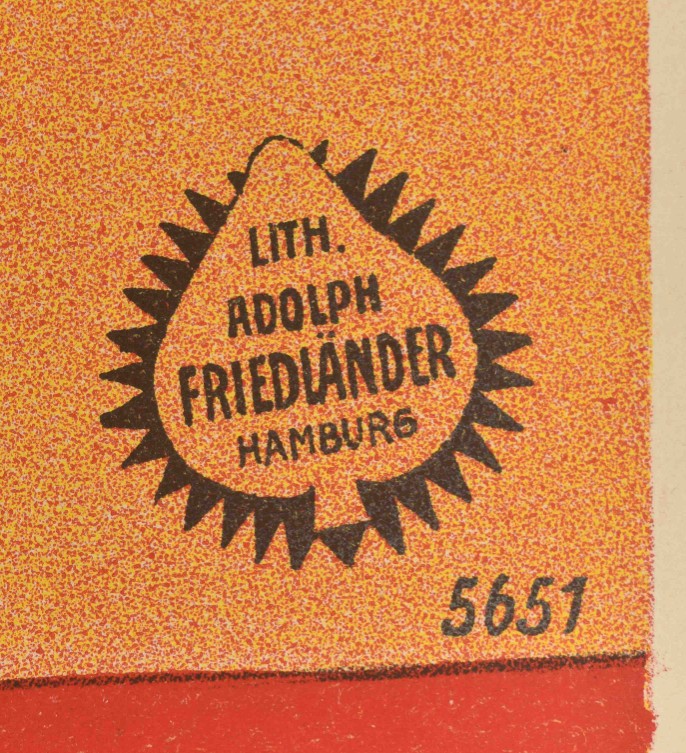 LITH.
ADOLPH
FRIEDLÄNDER
HAMBURG
5651